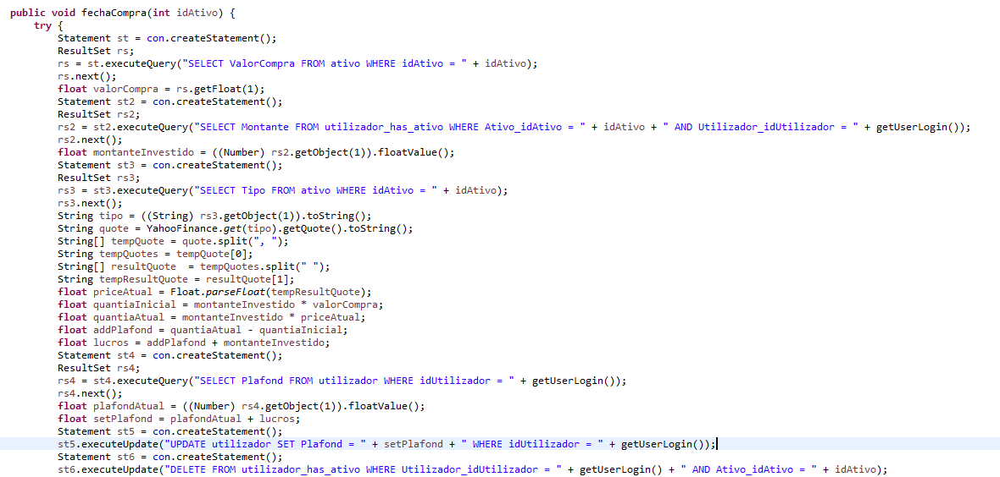 public void fechaCompra(int idAtivo) {
try {
Statement st = con.createStatement();
ResultSet rs;
rs = st.executeQuery("SELECT ValorCompra FROM ativo WHERE idAtivo = " + idAtivo);
rs.next();
float valorCompra = rs.getFloat(1);
Statement st2 = con.createStatement();
ResultSet rs2;
rs2 = st2.executeQuery("SELECT Montante FROM utilizador_has_ativo WHERE Ativo_idAtivo = " + idAtivo + " AND Utilizador_idUtilizador = " + getUserLogin());
rs2.next();
float montanteInvestido = ((Number) rs2.getObject(1)).floatValue();
Statement st3 = con.createStatement();
ResultSet rs3;
rs3 = st3.executeQuery("SELECT Tipo FROM ativo WHERE idAtivo = " + idAtivo);
rs3.next();
String tipo = ((String) rs3.getObject(1)).toString();
String quote = YahooFinance.get(tipo).getQuote().toString();
String[] tempQuote = quote.split(", ");
String tempQuotes = tempQuote[0];
String[] resultQuote  = tempQuotes.split(" ");
String tempResultQuote = resultQuote[1];
float priceAtual = Float.parseFloat(tempResultQuote);
float quantiaInicial = montanteInvestido * valorCompra;
float quantiaAtual = montanteInvestido * priceAtual;
float addPlafond = quantiaAtual - quantiaInicial;
float lucros = addPlafond + montanteInvestido;
Statement st4 = con.createStatement();
ResultSet rs4;
rs4 = st4.executeQuery("SELECT Plafond FROM utilizador WHERE idUtilizador = " + getUserLogin());
rs4.next();
float plafondAtual = ((Number) rs4.getObject(1)).floatValue();
float setPlafond = plafondAtual + lucros;
Statement st5 = con.createStatement();
st5.executeUpdate("UPDATE utilizador SET Plafond = " + setPlafond + " WHERE idUtilizador = " + getUserLogin());
Statement st6 = con.createStatement();
st6.executeUpdate("DELETE FROM utilizador_has_ativo WHERE Utilizador_idUtilizador = " + getUserLogin() + " AND Ativo_idAtivo = " + idAtivo);